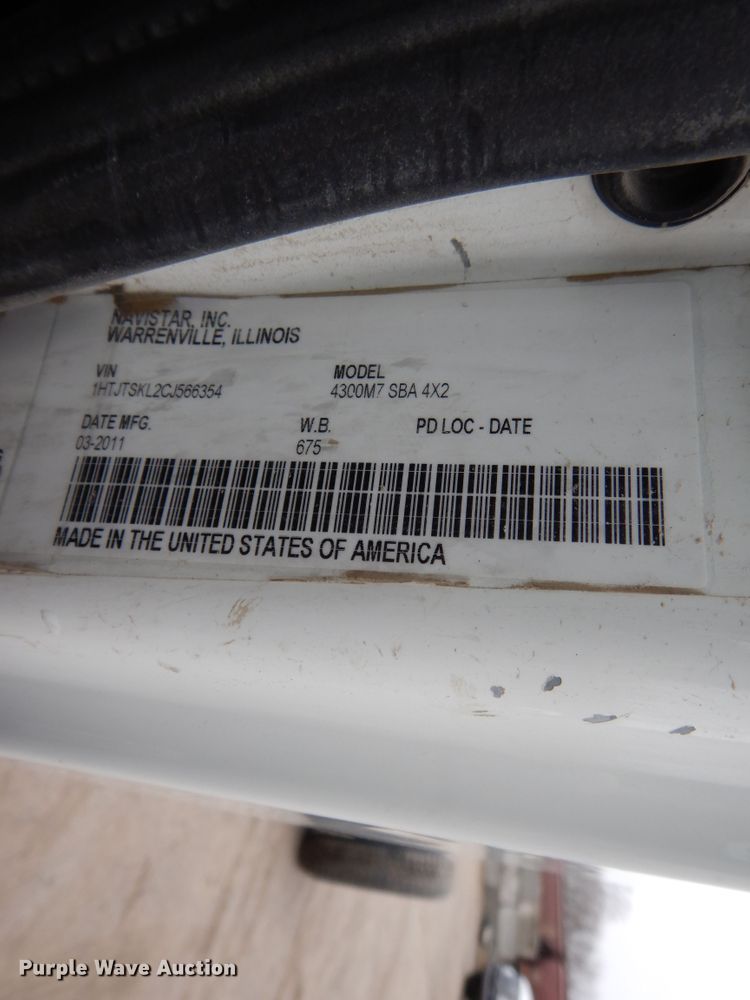 NAVISTAR, INC.
WARRENVILLE, ILLINOIS
VIN MODEL
1HTJTSKL2CJ566354 4300M7 SBA 4X2
DATE MFG. W.B. PD LOC - DATE
03-2011 675
MADE IN THE UNITED STATES OF AMERICA
Purple Wave Auction